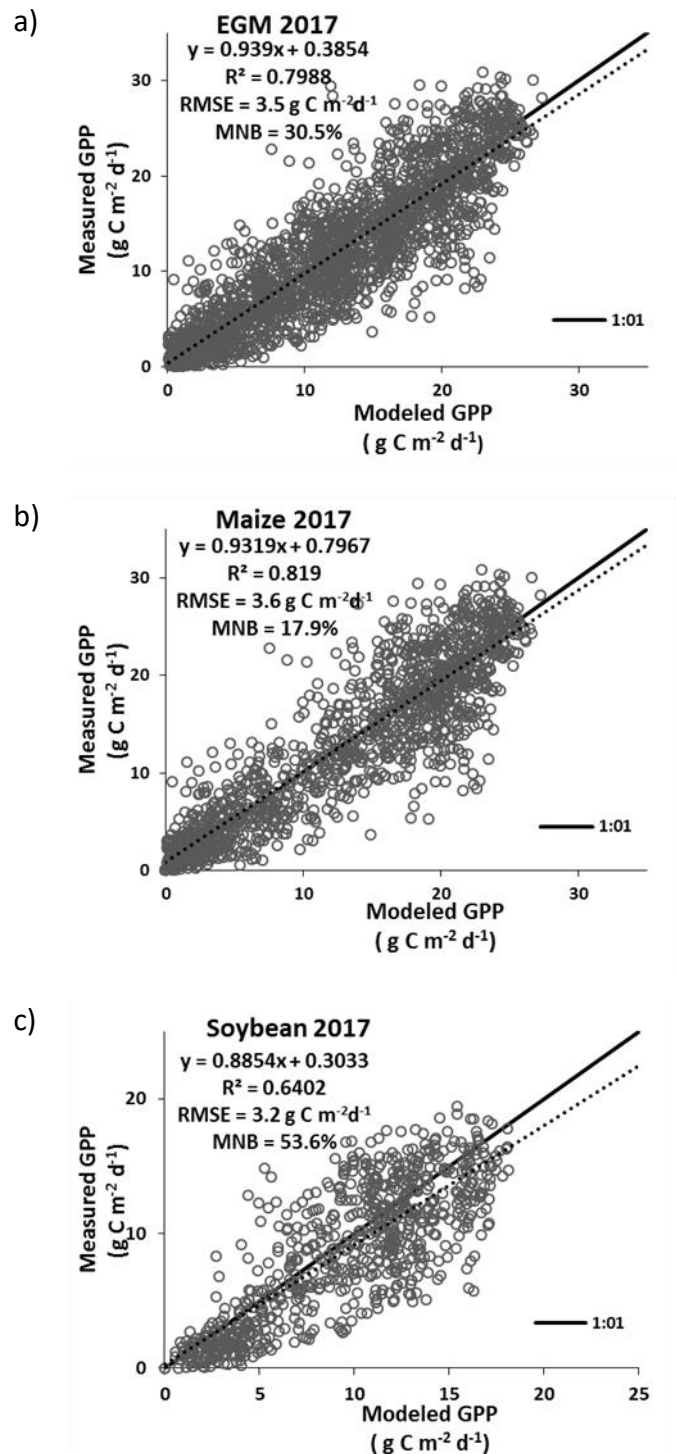 a)
EGM 2017
y = 0.939x + 0.3854
R² = 0.7988
RMSE = 3.5 g C m⁻²d⁻¹
MNB = 30.5%
Measured GPP
(g C m⁻² d⁻¹)
30
20
10
0
1:01
0 10 20 30
Modeled GPP
( g C m⁻² d⁻¹)
b)
Maize 2017
y = 0.9319x + 0.7967
R² = 0.819
RMSE = 3.6 g C m⁻²d⁻¹
MNB = 17.9%
Measured GPP
(g C m⁻² d⁻¹)
30
20
10
0
1:01
0 10 20 30
Modeled GPP
( g C m⁻² d⁻¹)
c)
Soybean 2017
y = 0.8854x + 0.3033
R² = 0.6402
RMSE = 3.2 g C m⁻²d⁻¹
MNB = 53.6%
Measured GPP
(g C m⁻² d⁻¹)
20
10
0
1:01
0 5 10 15 20 25
Modeled GPP
( g C m⁻² d⁻¹)